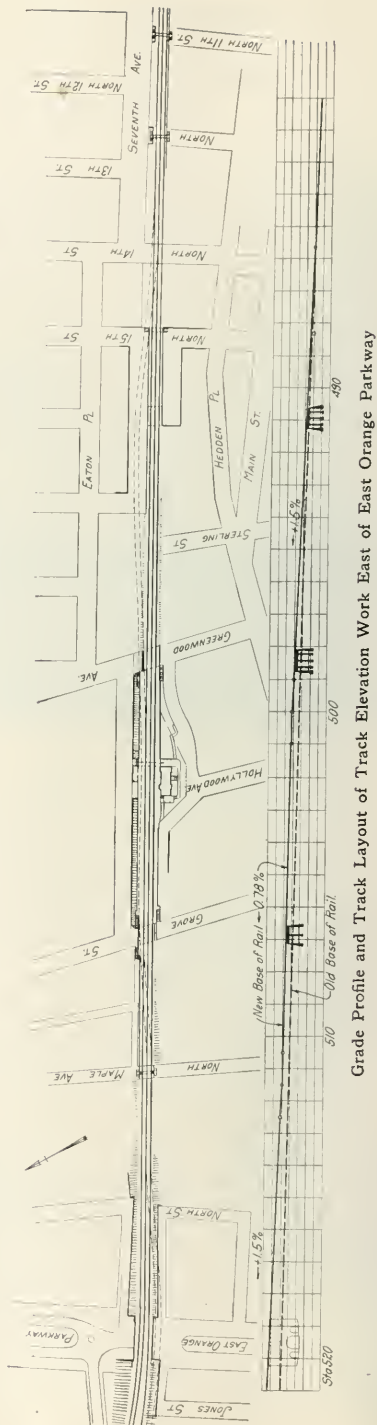 JONES ST
EAST ORANGE
PARKWAY
NORTH ST
NORTH
MAPLE AVE
GROVE
ST.
HOLLYWOOD AVE.
GREENWOOD
AVE.
STERLING ST
MAIN ST.
HEDDEN PL
EATON PL
NORTH 15TH ST
NORTH 14TH ST
NORTH
13TH ST.
SEVENTH AVE.
NORTH 12TH ST.
NORTH 11TH ST.
+1.5%
New Base of Rail 0.78%
Old Base of Rail.
+1.5%
Sta 520
510
500
490
Grade Profile and Track Layout of Track Elevation Work East of East Orange Parkway